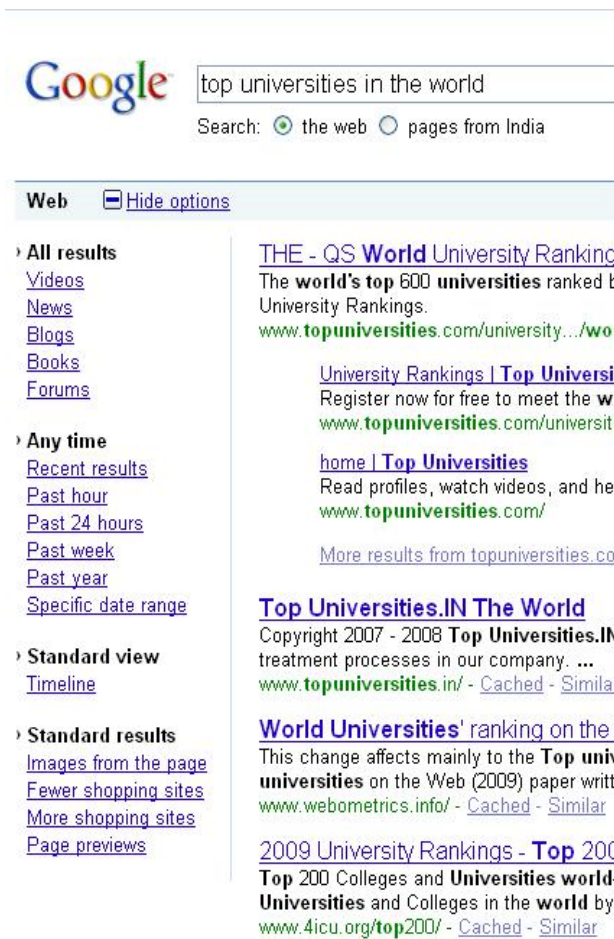 Google
top universities in the world
Search: the web pages from India
Web Hide options
All results
Videos
News
Blogs
Books
Forums
Any time
Recent results
Past hour
Past 24 hours
Past week
Past year
Specific date range
Standard view
Timeline
Standard results
Images from the page
Fewer shopping sites
More shopping sites
Page previews
THE - QS World University Ranking
The world's top 600 universities ranked
University Rankings.
www.topuniversities.com/university.../wo
University Rankings | Top Universi
Register now for free to meet the w
www.topuniversities.com/universit
home | Top Universities
Read profiles, watch videos, and he
www.topuniversities.com/
More results from topuniversities.co
Top Universities.IN The World
Copyright 2007 - 2008 Top Universities.IN
treatment processes in our company. ...
www.topuniversities.in/ - Cached - Simila
World Universities' ranking on the
This change affects mainly to the Top univ
universities on the Web (2009) paper writt
www.webometrics.info/ - Cached - Similar
2009 University Rankings - Top 200
Top 200 Colleges and Universities world-
Universities and Colleges in the world by
www.4icu.org/top200/ - Cached - Similar